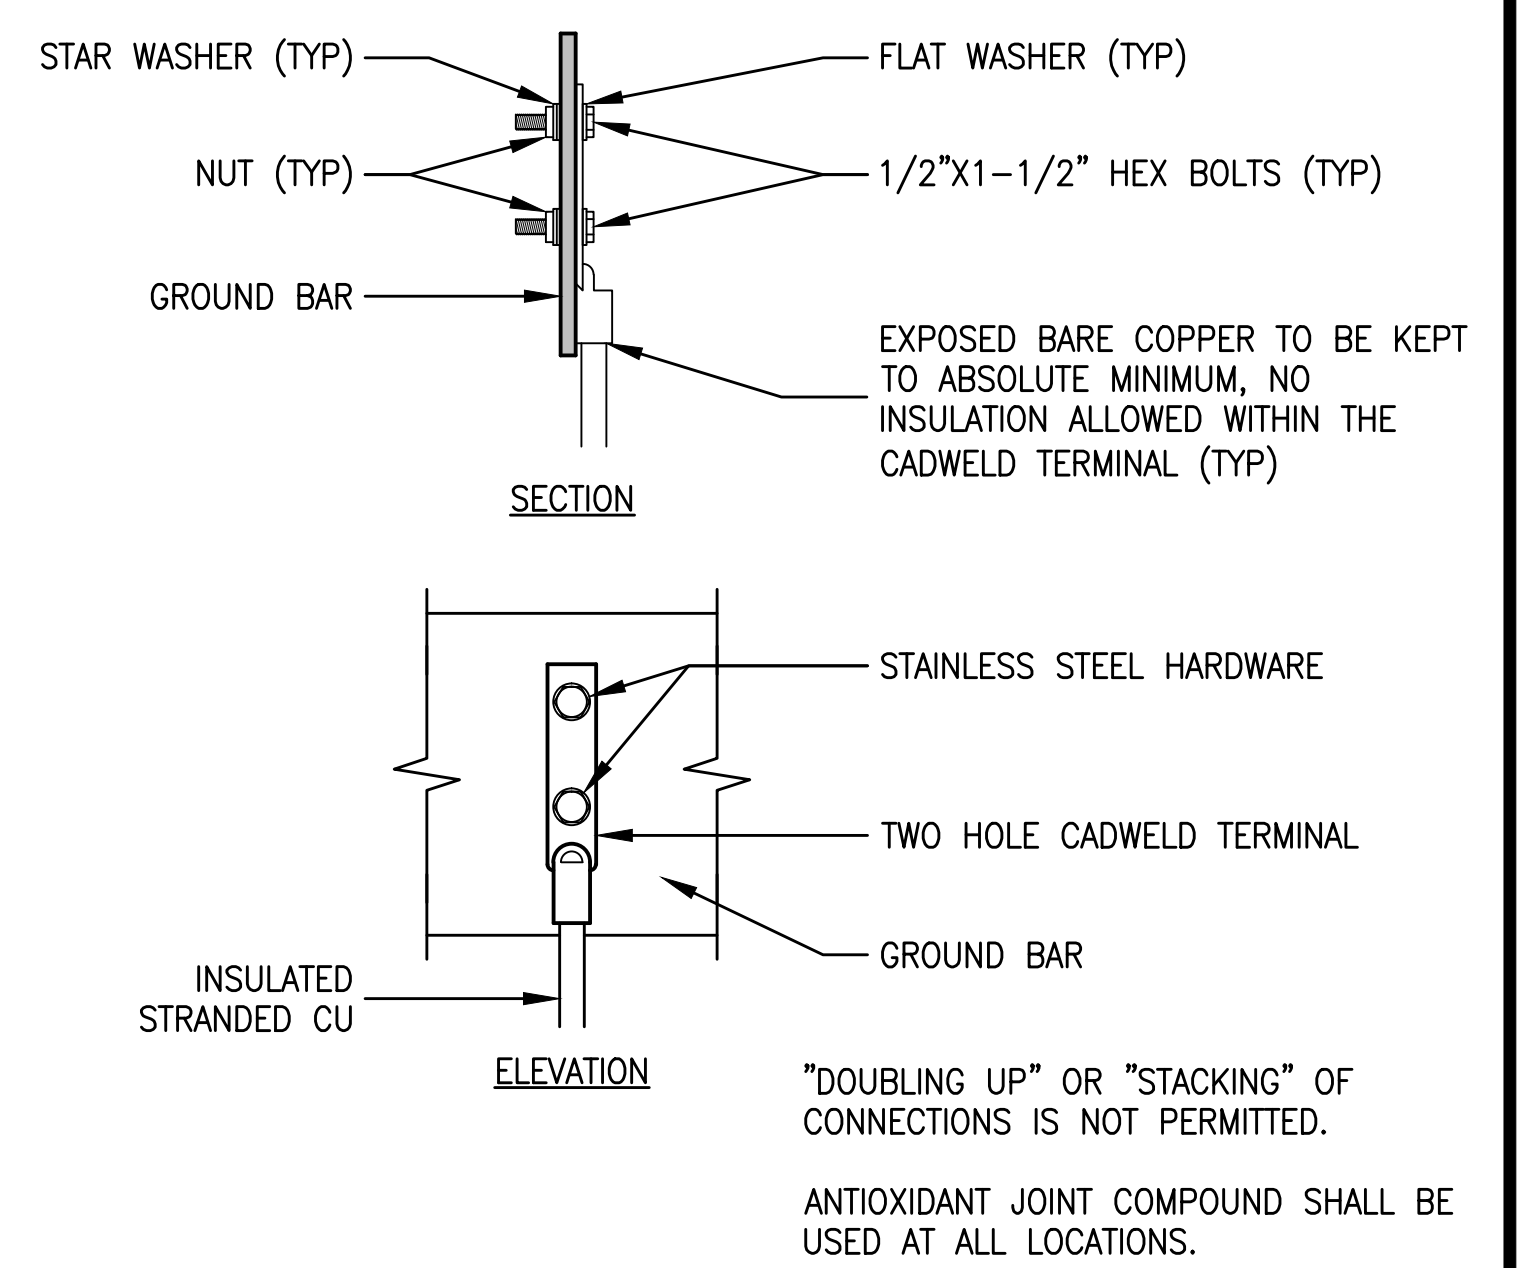 STAR WASHER (TYP)
FLAT WASHER (TYP)
NUT (TYP)
1/2”X1-1/2” HEX BOLTS (TYP)
GROUND BAR
EXPOSED BARE COPPER TO BE KEPT
TO ABSOLUTE MINIMUM, NO
INSULATION ALLOWED WITHIN THE
CADWELD TERMINAL (TYP)
SECTION
STAINLESS STEEL HARDWARE
TWO HOLE CADWELD TERMINAL
GROUND BAR
INSULATED
STRANDED CU
ELEVATION
”DOUBLING UP” OR ”STACKING” OF
CONNECTIONS IS NOT PERMITTED.
ANTIOXIDANT JOINT COMPOUND SHALL BE
USED AT ALL LOCATIONS.